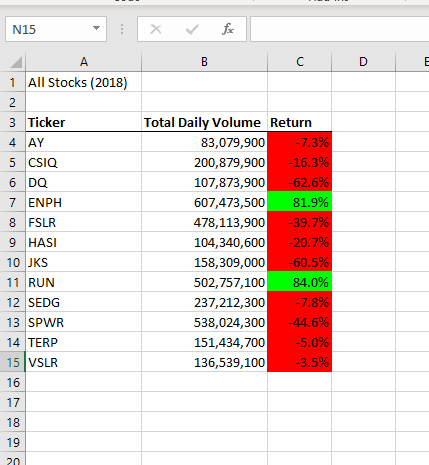 N15 fx
A B C D E
1 All Stocks (2018)
2
3 Ticker Total Daily Volume Return
4 AY 83,079,900 -7.3%
5 CSIQ 200,879,900 -16.3%
6 DQ 107,873,900 -62.6%
7 ENPH 607,473,500 81.9%
8 FSLR 478,113,900 -39.7%
9 HASI 104,340,600 -20.7%
10 JKS 158,309,000 -60.5%
11 RUN 502,757,100 84.0%
12 SEDG 237,212,300 -7.8%
13 SPWR 538,024,300 -44.6%
14 TERP 151,434,700 -5.0%
15 VSLR 136,539,100 -3.5%
16
17
18
19
20